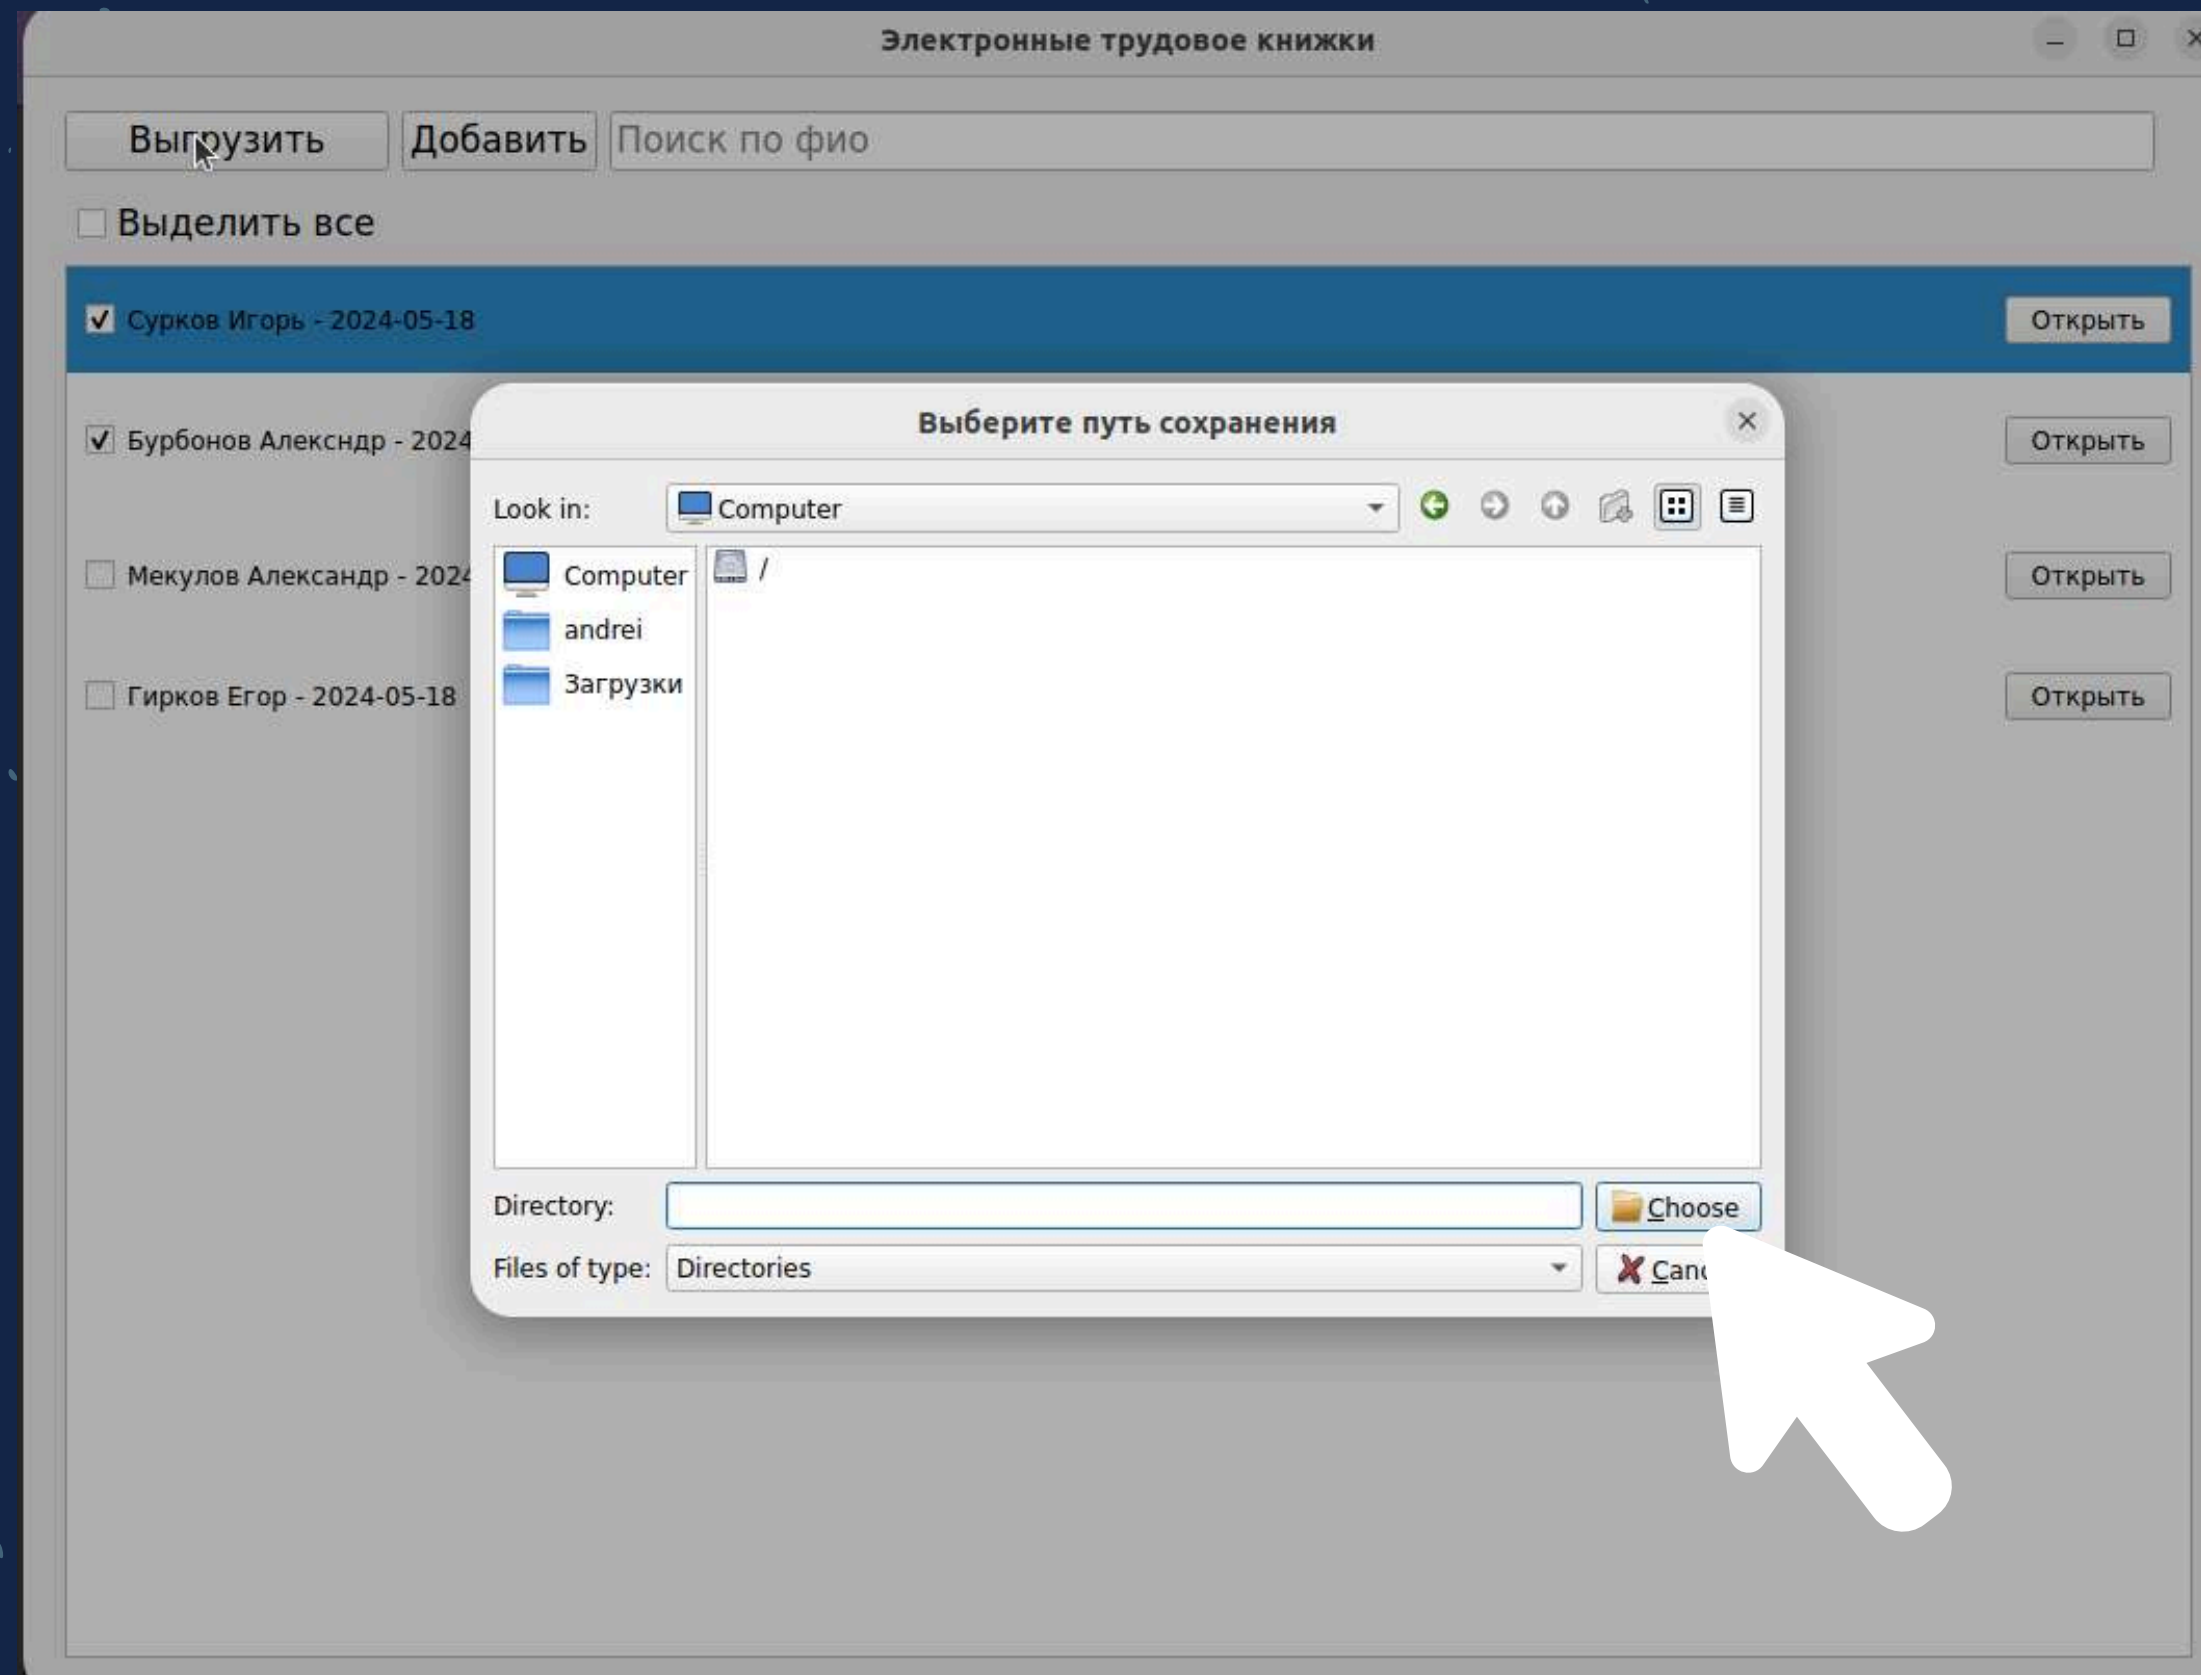 Электронные трудовое книжки
Выгрузить Добавить Поиск по фио
Выделить все
Сурков Игорь - 2024-05-18 Открыть
Выберите путь сохранения
Бурбонов Алексндр - 2024 Открыть
Look in: Computer
Мекулов Александр - 2024 Открыть
Computer /
andrei
Загрузки
Гирков Егор - 2024-05-18 Открыть
Directory: Choose
Files of type: Directories